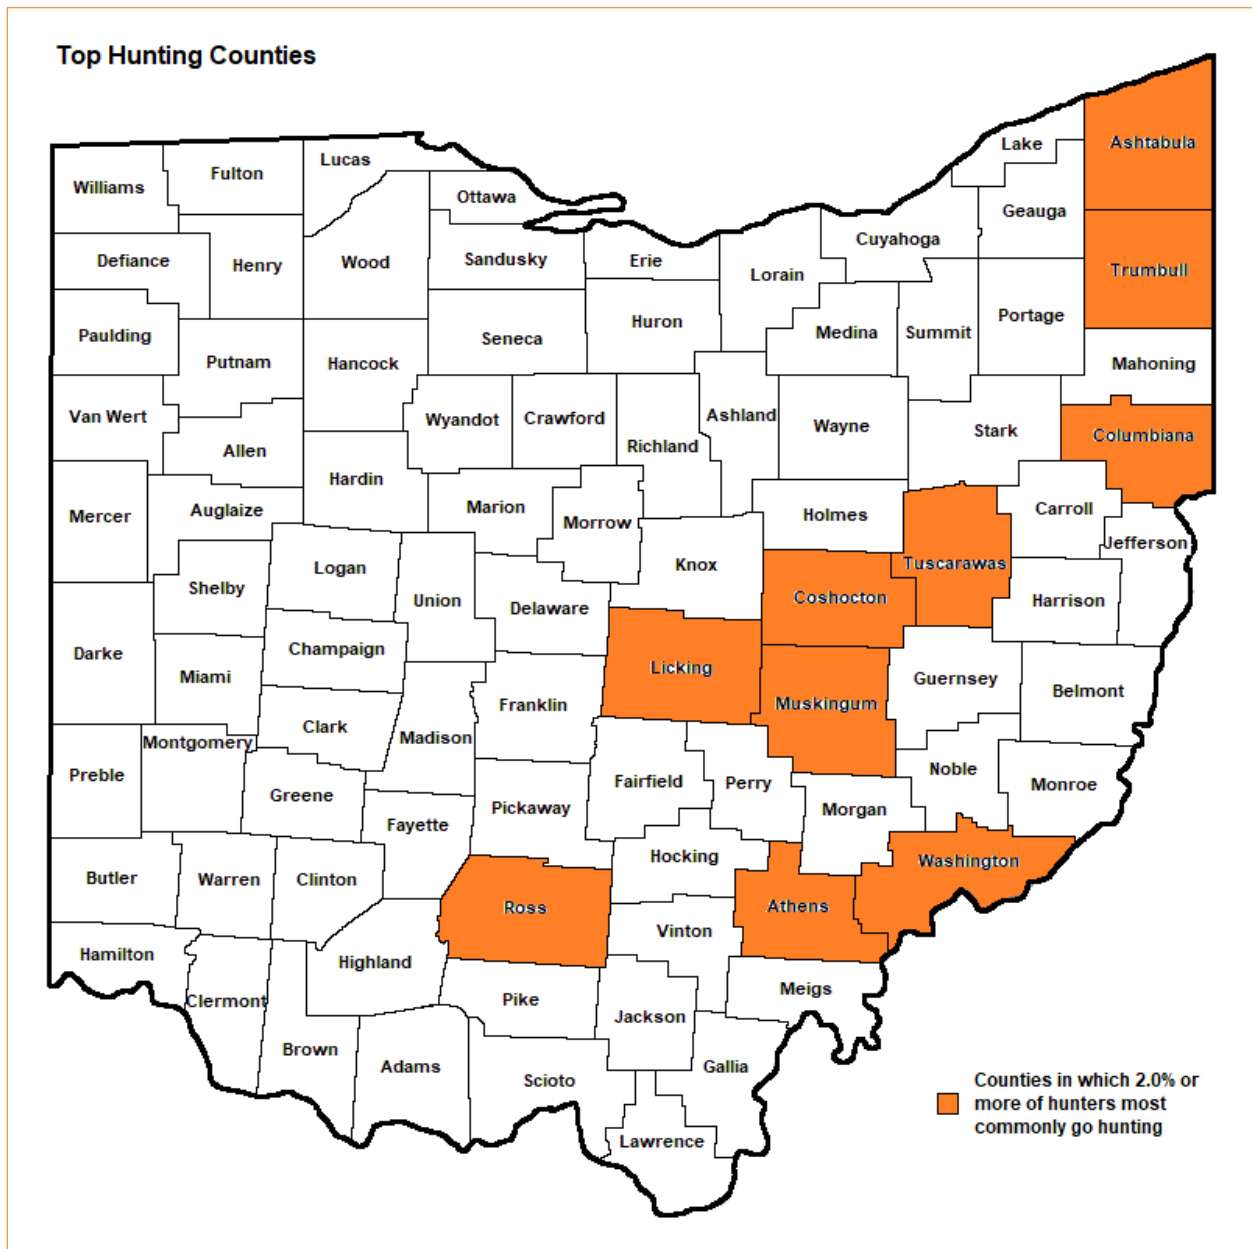 Top Hunting Counties
Lake
Ashtabula
Lucas
Fulton
Williams
Ottawa
Geauga
Cuyahoga
Defiance
Henry
Wood
Sandusky
Erie
Lorain
Trumbull
Paulding
Putnam
Hancock
Seneca
Huron
Medina
Summit
Portage
Mahoning
Van Wert
Allen
Wyandot
Crawford
Richland
Ashland
Wayne
Stark
Columbiana
Mercer
Auglaize
Hardin
Marion
Morrow
Holmes
Carroll
Jefferson
Shelby
Logan
Union
Delaware
Knox
Coshocton
Tuscarawas
Harrison
Darke
Miami
Champaign
Licking
Muskingum
Guernsey
Belmont
Clark
Madison
Franklin
Montgomery
Preble
Greene
Fayette
Pickaway
Fairfield
Perry
Morgan
Noble
Monroe
Butler
Warren
Clinton
Ross
Hocking
Athens
Washington
Hamilton
Clermont
Highland
Pike
Vinton
Jackson
Meigs
Brown
Adams
Scioto
Gallia
Lawrence
Counties in which 2.0% or
more of hunters most
commonly go hunting